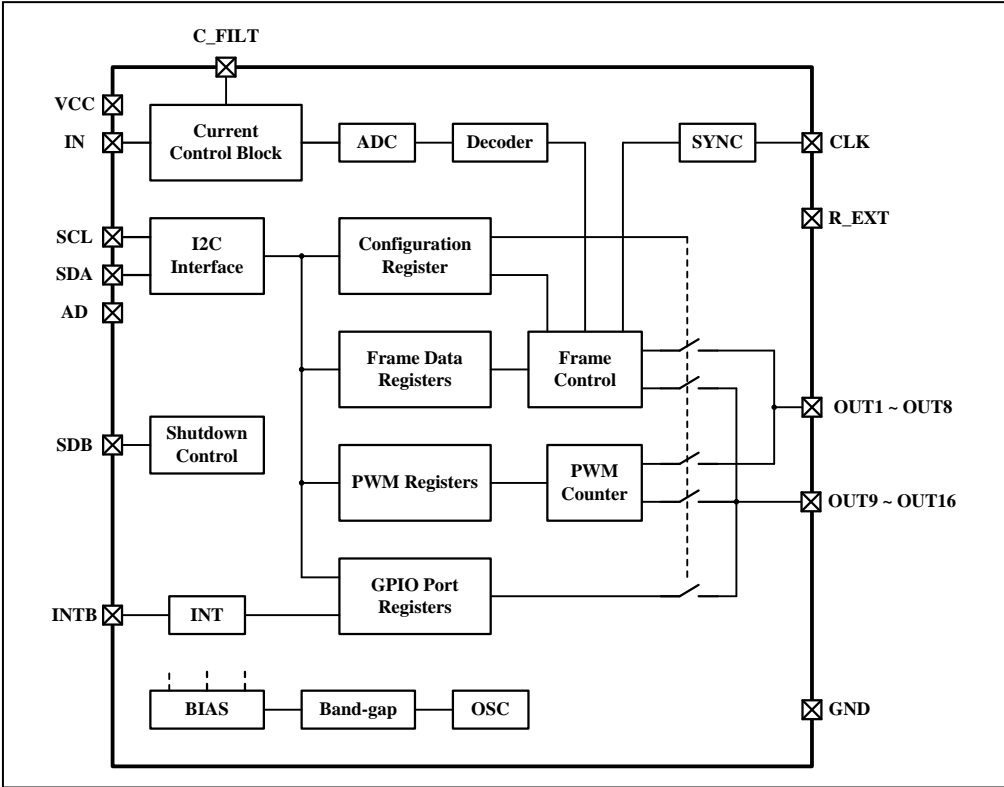 C_FILT
VCC
IN
Current
Control Block
ADC
Decoder
SYNC
CLK
R_EXT
SCL
SDA
AD
I2C
Interface
Configuration
Register
Frame Data
Registers
Frame
Control
OUT1 ~ OUT8
SDB
Shutdown
Control
PWM Registers
PWM
Counter
OUT9 ~ OUT16
GPIO Port
Registers
INTB
INT
BIAS
Band-gap
OSC
GND